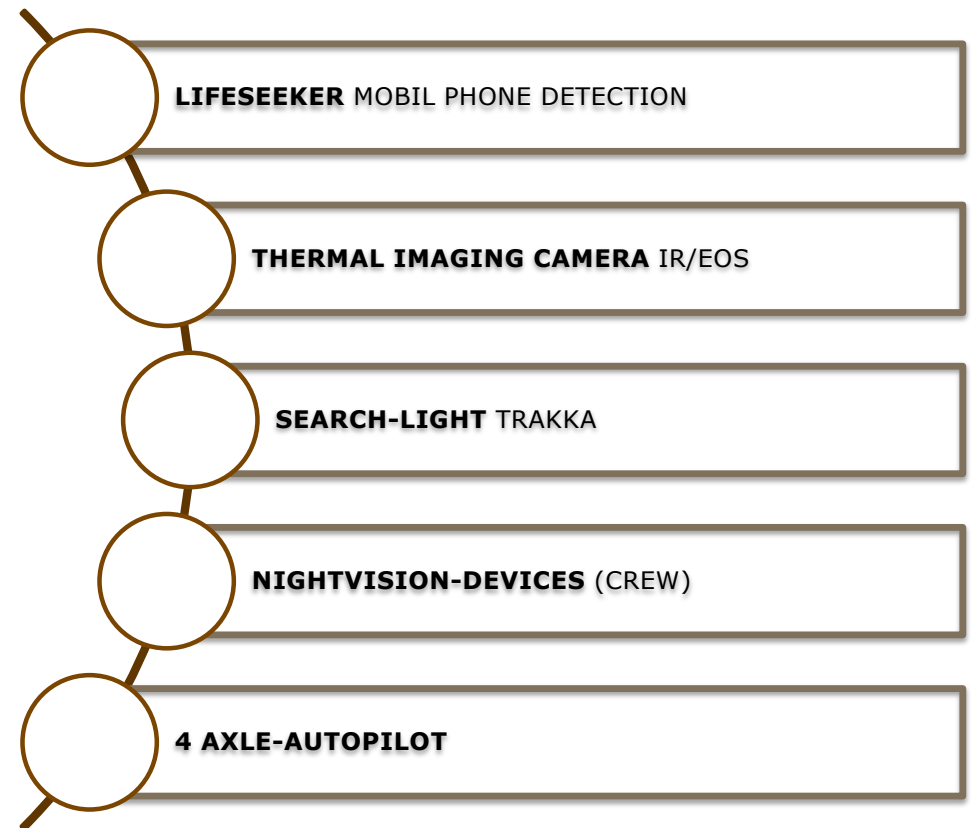 LIFESEEKER MOBIL PHONE DETECTION
THERMAL IMAGING CAMERA IR/EOS
SEARCH-LIGHT TRAKKA
NIGHTVISION-DEVICES (CREW)
4 AXLE-AUTOPILOT